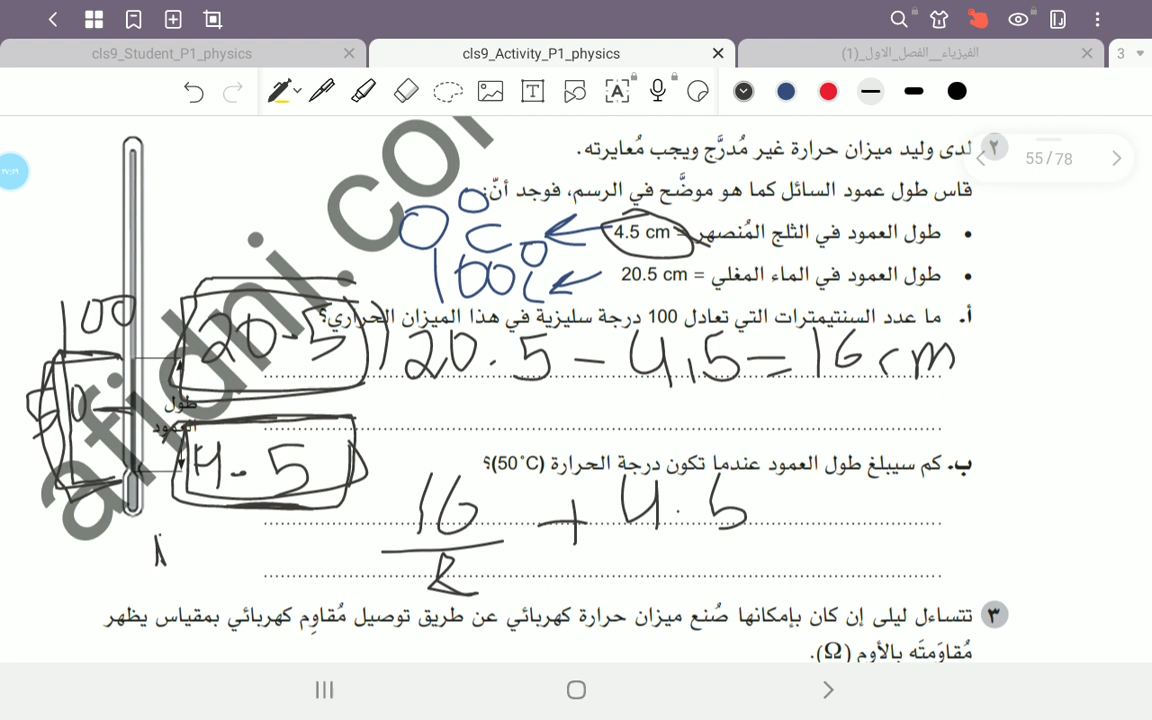 cls9_Student_P1_physics
cls9_Activity_P1_physics
الفيزياء__الفصل_الاول_(1)
3
55/78
٢ لدى وليد ميزان حرارة غير مُدرَّج ويجب مُعايرته.
قاس طول عمود السائل كما هو موضَّح في الرسم، فوجد أنّ:
• طول العمود في الثلج المُنصهر = 4.5 cm
0°C
• طول العمود في الماء المغلي = 20.5 cm
100°C
أ. ما عدد السنتيمترات التي تعادل 100 درجة سليزية في هذا الميزان الحراري؟
100
20.5
20.5 - 4,5 = 16 cm
طول
العمود
4.5
ب. كم سيبلغ طول العمود عندما تكون درجة الحرارة (50°C)؟
16 + 4.5
2
٣ تتساءل ليلى إن كان بإمكانها صُنع ميزان حرارة كهربائي عن طريق توصيل مُقاوِم كهربائي بمقياس يظهر
مُقاوَمتَه بالأوم (Ω).
afidni.com